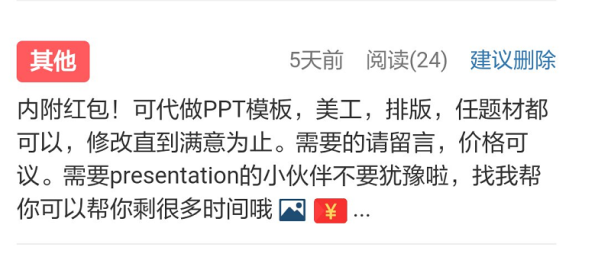 其他
5天前 阅读(24) 建议删除
内附红包！可代做PPT模板，美工，排版，任题材都
可以，修改直到满意为止。需要的请留言，价格可
议。需要presentation的小伙伴不要犹豫啦，找我帮
你可以帮你剩很多时间哦 ¥ ...